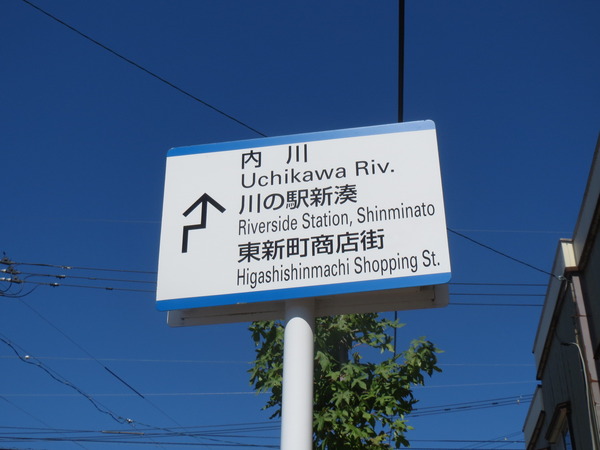 内 川
Uchikawa Riv.
川の駅新湊
Riverside Station, Shinminato
東新町商店街
Higashishinmachi Shopping St.